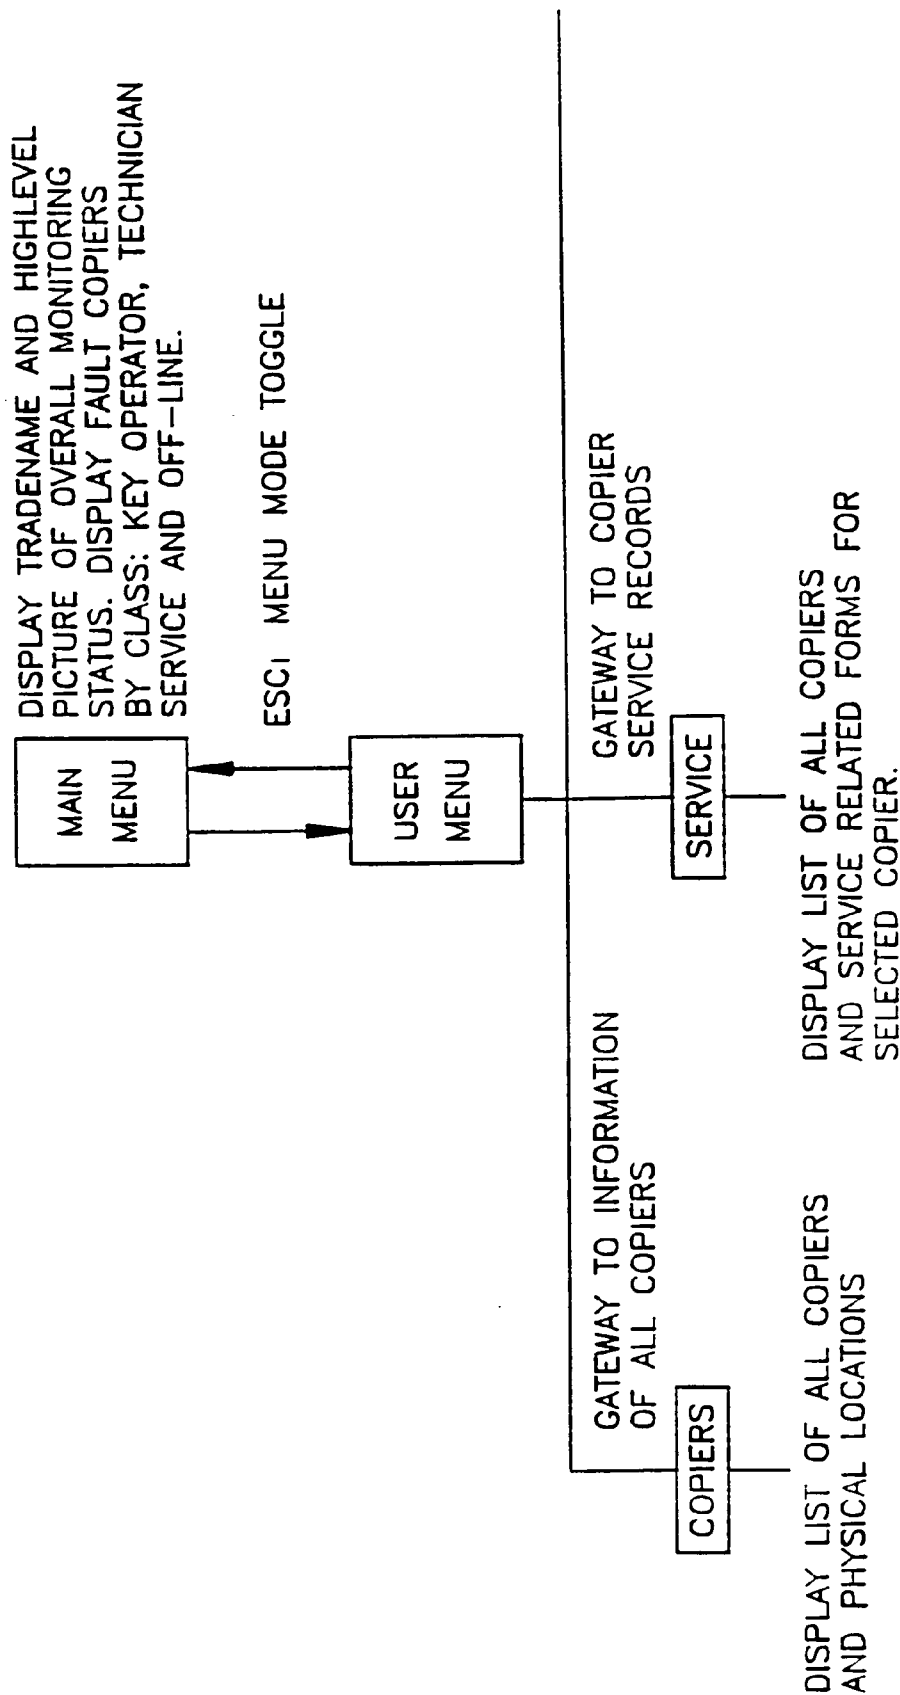 DISPLAY TRADENAME AND HIGHLEVEL
PICTURE OF OVERALL MONITORING
STATUS. DISPLAY FAULT COPIERS
BY CLASS: KEY OPERATOR, TECHNICIAN
SERVICE AND OFF-LINE.
MAIN
MENU
ESC: MENU MODE TOGGLE
USER
MENU
GATEWAY TO INFORMATION
OF ALL COPIERS
COPIERS
DISPLAY LIST OF ALL COPIERS
AND PHYSICAL LOCATIONS
GATEWAY TO COPIER
SERVICE RECORDS
SERVICE
DISPLAY LIST OF ALL COPIERS
AND SERVICE RELATED FORMS FOR
SELECTED COPIER.